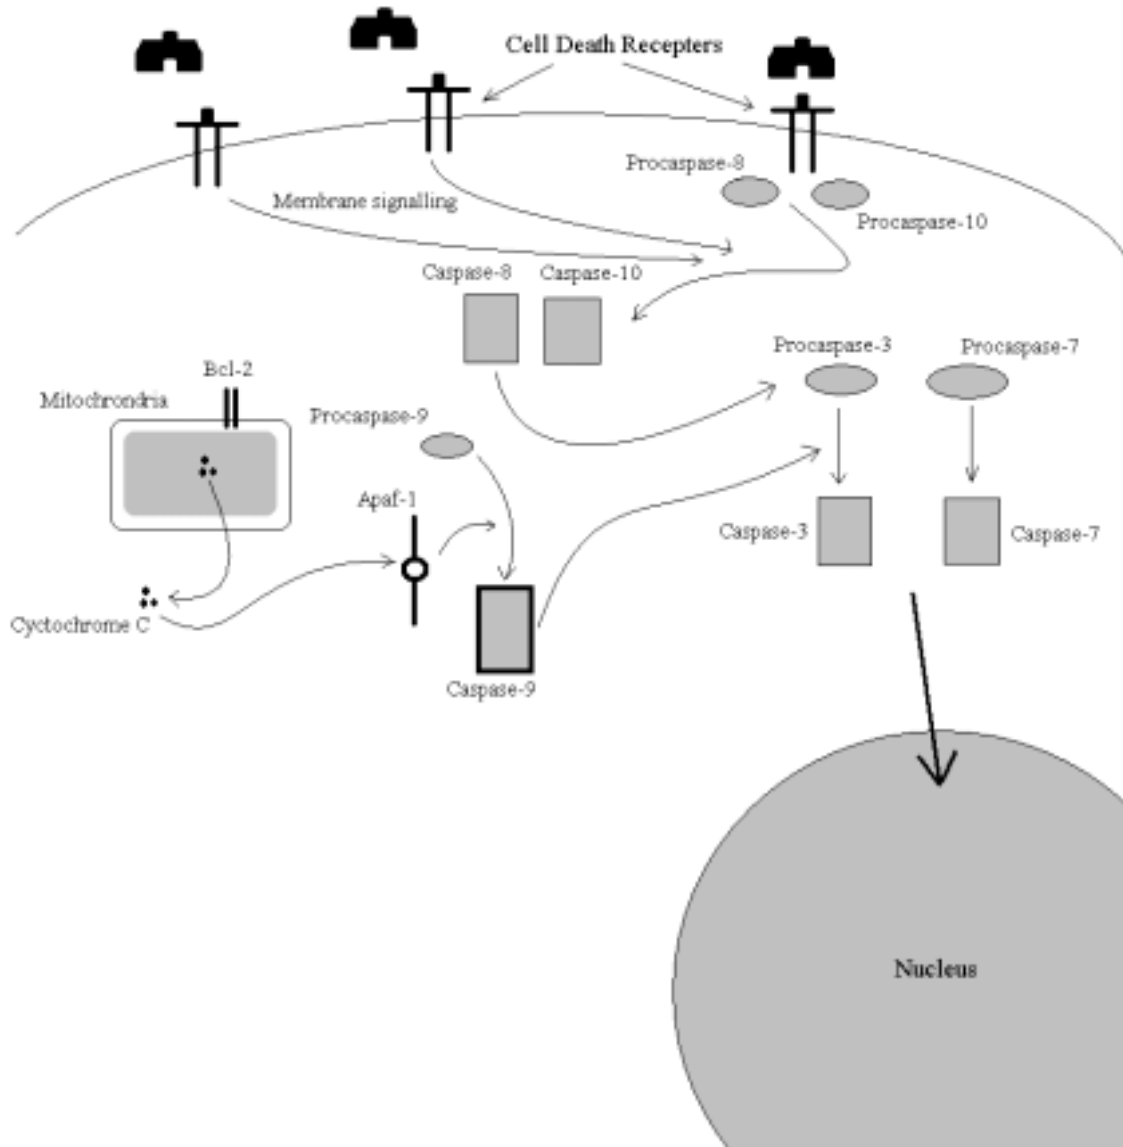 Cell Death Recepters
Procaspase-8
Membrane signalling
Procaspase-10
Caspase-8
Caspase-10
Procaspase-3
Procaspase-7
Bcl-2
Mitochrondria
Procaspase-9
Apaf-1
Caspase-3
Caspase-7
Cyctochrome C
Caspase-9
Nucleus